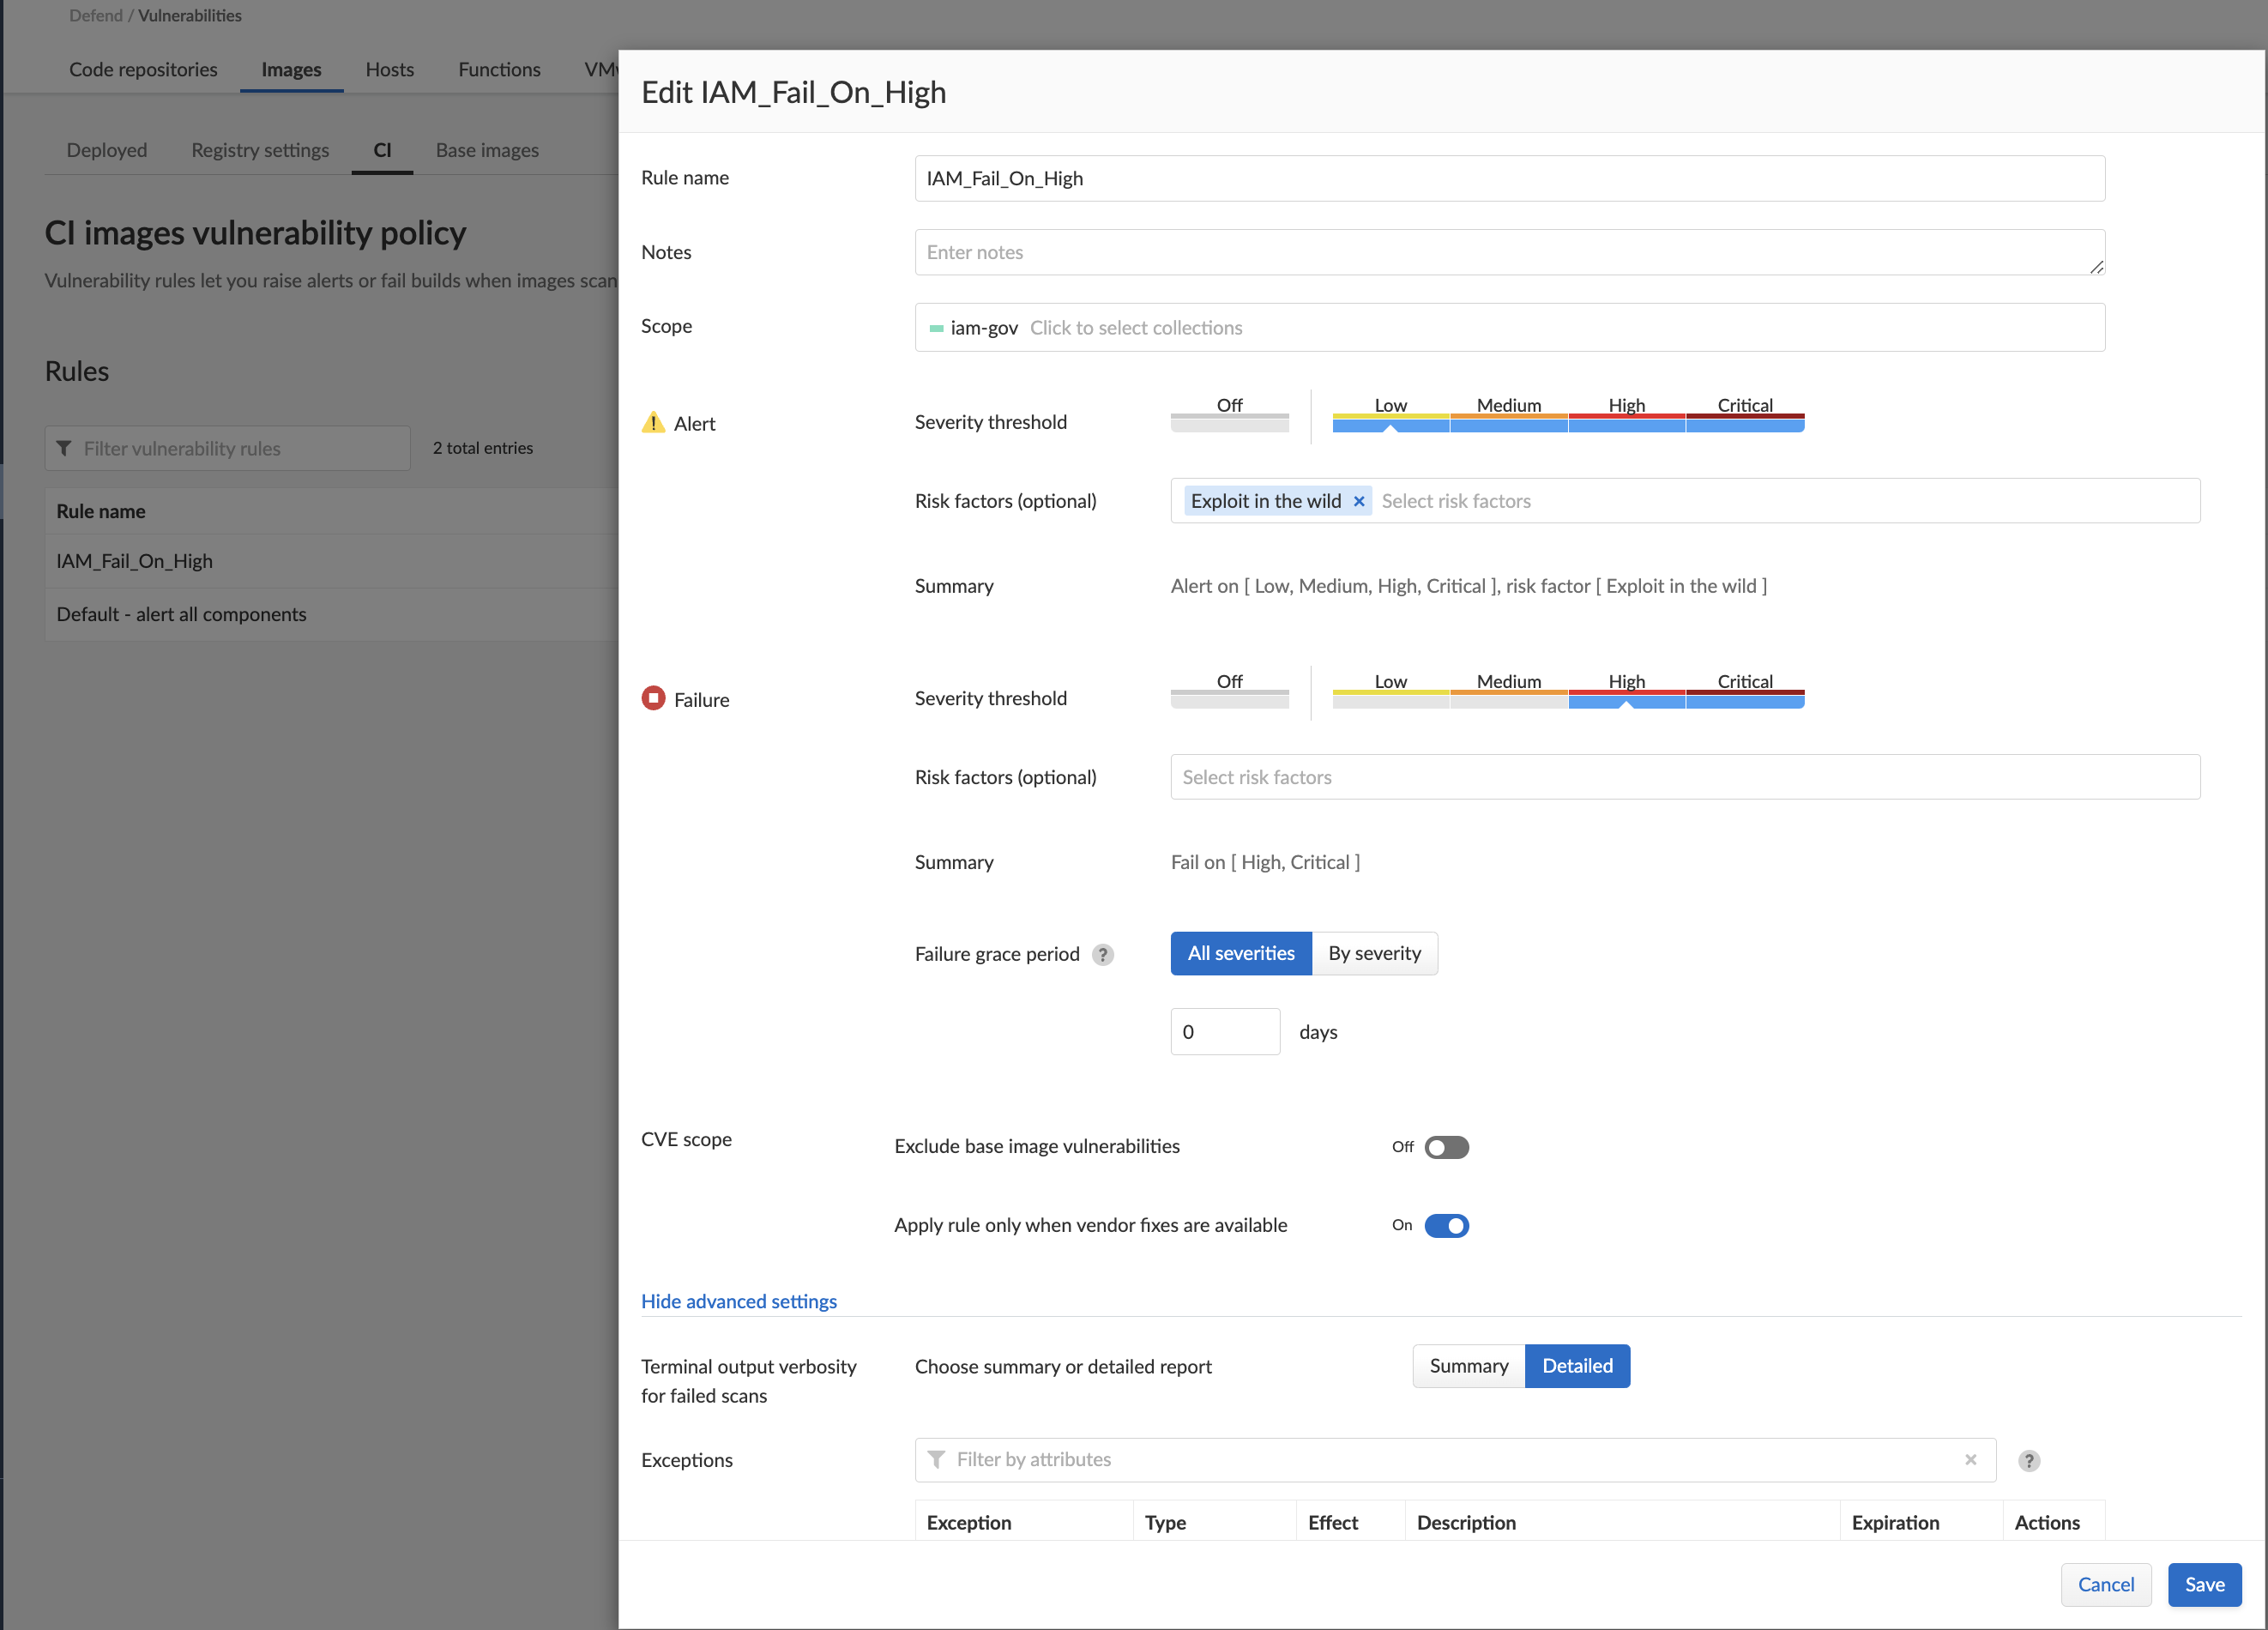 Defend / Vulnerabilities
Code repositories
Images
Hosts
Functions
Deployed
Registry settings
CI
Base images
CI images vulnerability policy
Vulnerability rules let you raise alerts or fail builds when images scan
Rules
Filter vulnerability rules
2 total entries
Rule name
IAM_Fail_On_High
Default - alert all components
Edit IAM_Fail_On_High
Rule name
IAM_Fail_On_High
Notes
Enter notes
Scope
iam-gov Click to select collections
Alert
Severity threshold
Off
Low
Medium
High
Critical
Risk factors (optional)
Exploit in the wild × Select risk factors
Summary
Alert on [ Low, Medium, High, Critical ], risk factor [ Exploit in the wild ]
Failure
Severity threshold
Off
Low
Medium
High
Critical
Risk factors (optional)
Select risk factors
Summary
Fail on [ High, Critical ]
Failure grace period ?
All severities
By severity
0 days
CVE scope
Exclude base image vulnerabilities
Off
Apply rule only when vendor fixes are available
On
Hide advanced settings
Terminal output verbosity
for failed scans
Choose summary or detailed report
Summary
Detailed
Exceptions
Filter by attributes × ?
Exception
Type
Effect
Description
Expiration
Actions
Cancel
Save